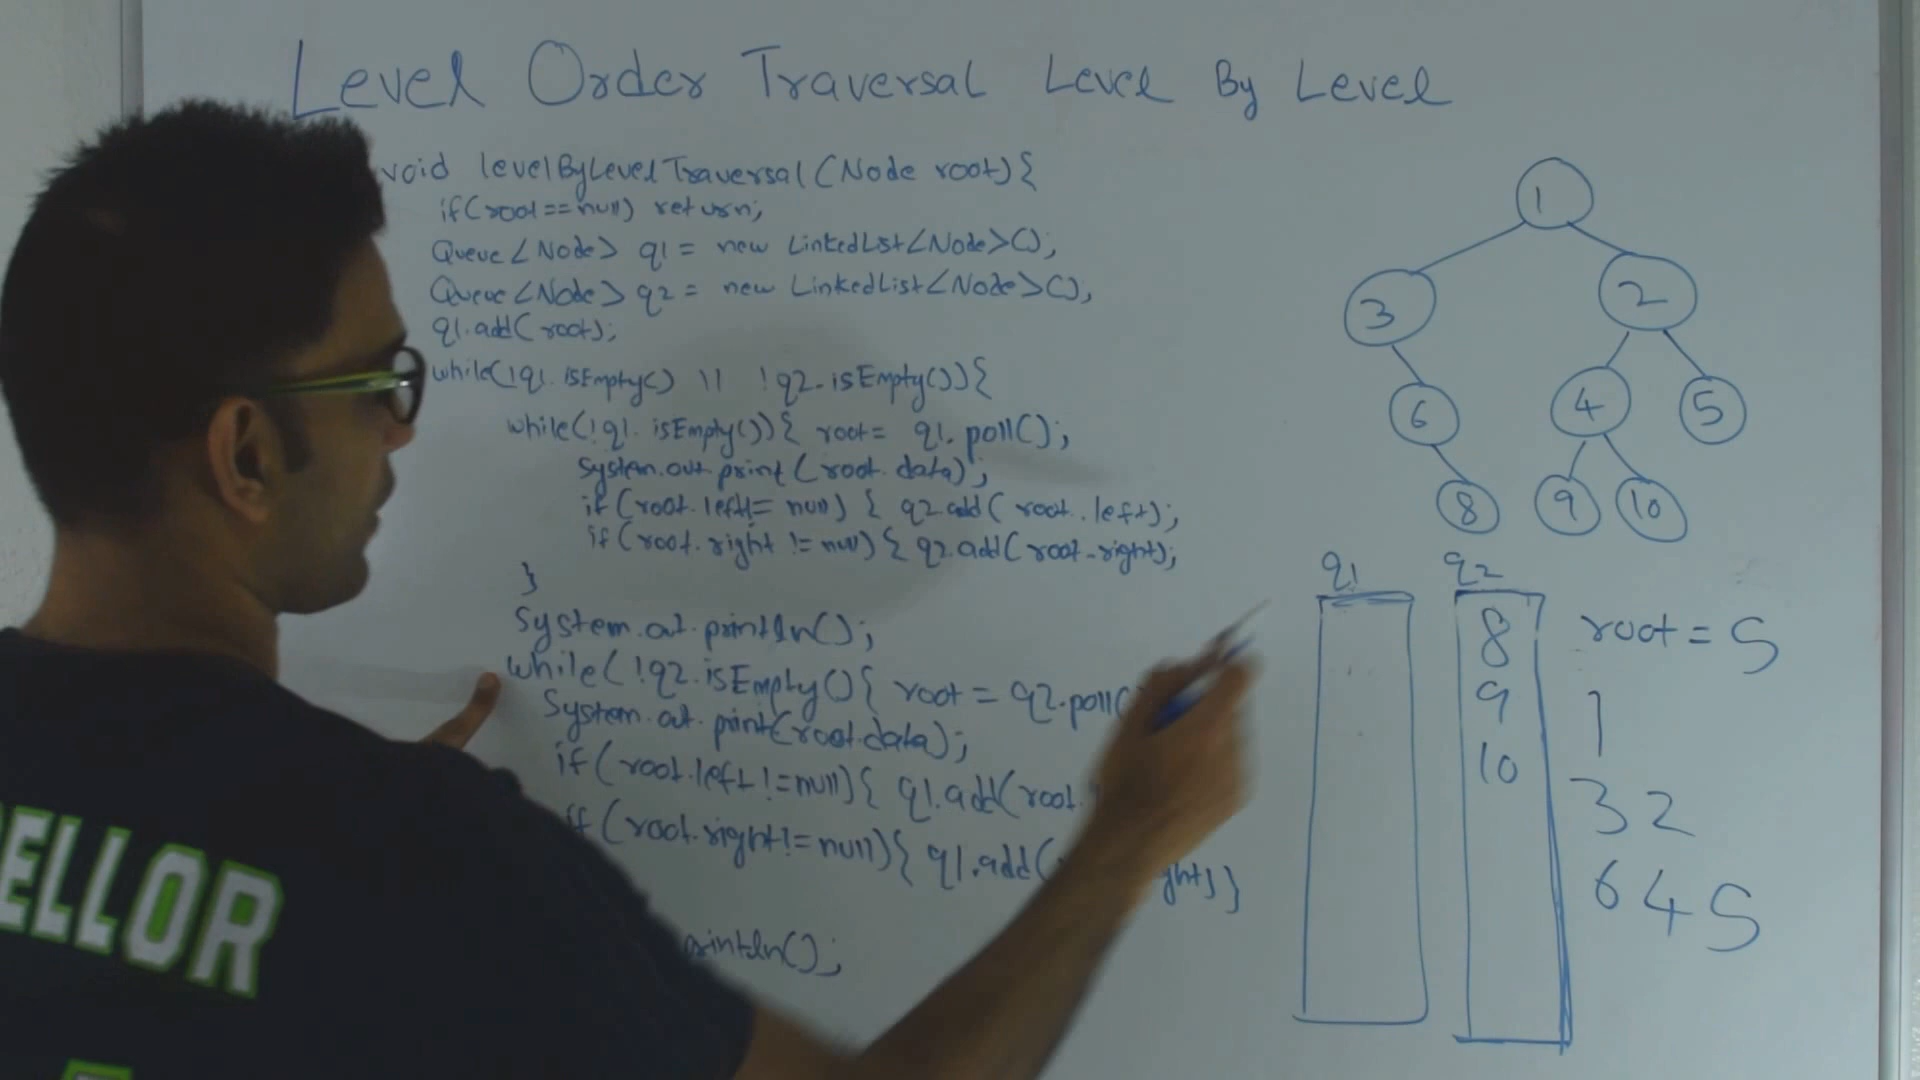 Level Order Traversal Level By Level
void levelByLevelTraversal(Node root){
if(root==null) return;
Queue<Node> q1 = new LinkedList<Node>();
Queue<Node> q2 = new LinkedList<Node>();
q1.add(root);
while(!q1.isEmpty() || !q2.isEmpty()){
while(!q1.isEmpty()){ root= q1.poll();
System.out.print(root.data);
if(root.left!= null) { q2.add(root.left);
if(root.right != null) { q2.add(root.right);
}
System.out.println();
while(!q2.isEmpty(){ root = q2.poll(
System.out.print(root.data);
if(root.left!=null){ q1.add(root.
if(root.right!=null){ q1.add(
ght)}
println();
1
3 2
6 4 5
8 9 10
q1 q2
8
9
10
root = 5
1
3 2
6 4 5
ELLOR